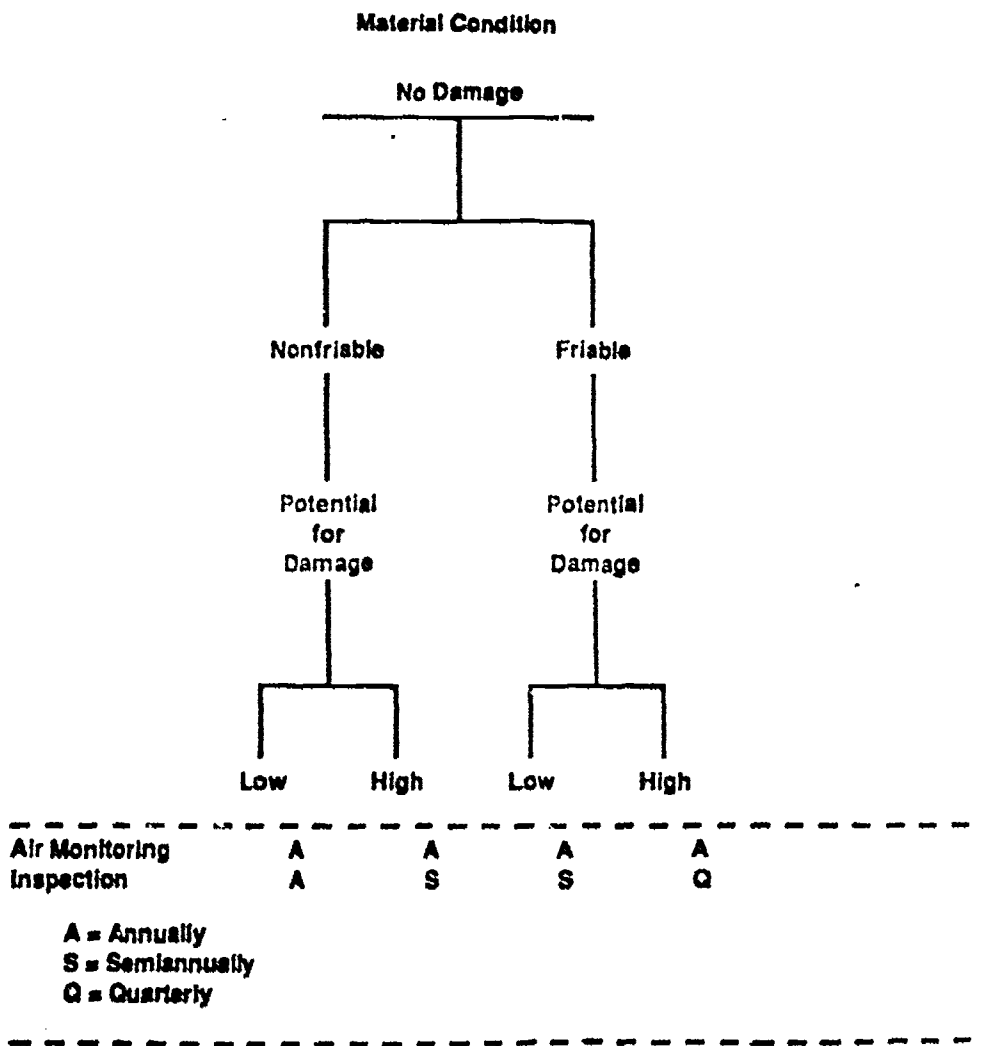 Material Condition
No Damage
Nonfriable Friable
Potential Potential
for for
Damage Damage
Low High Low High
Air Monitoring A A A A
Inspection A S S Q
A = Annually
S = Semiannually
Q = Quarterly